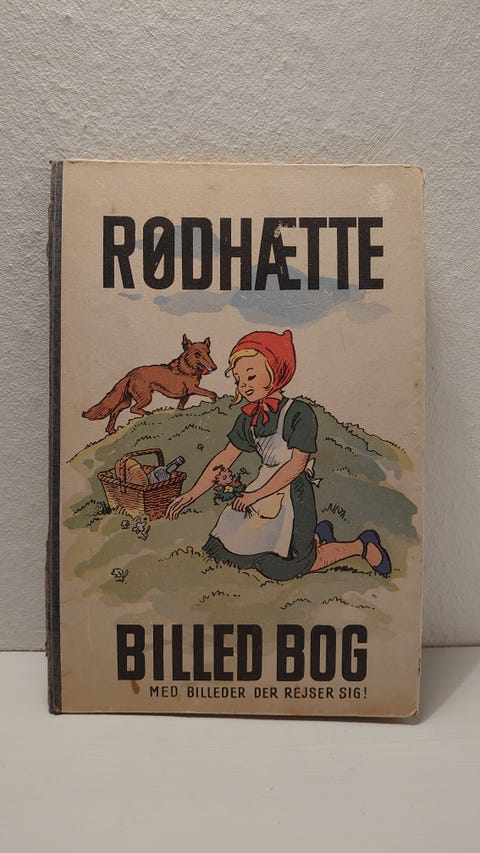 RØDHÆTTE
BILLED BOG
MED BILLEDER DER REJSER SIG!